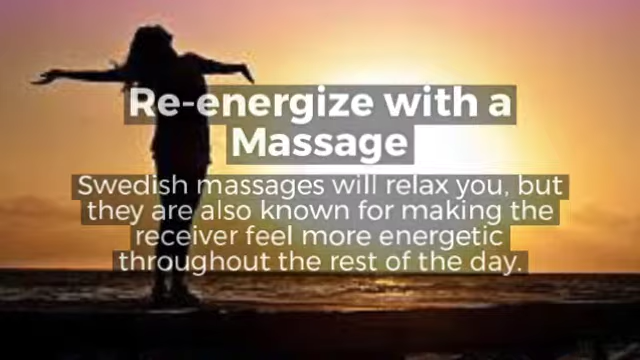 Re-energize with a
Massage
Swedish massages will relax you, but
they are also known for making the
receiver feel more energetic
throughout the rest of the day.